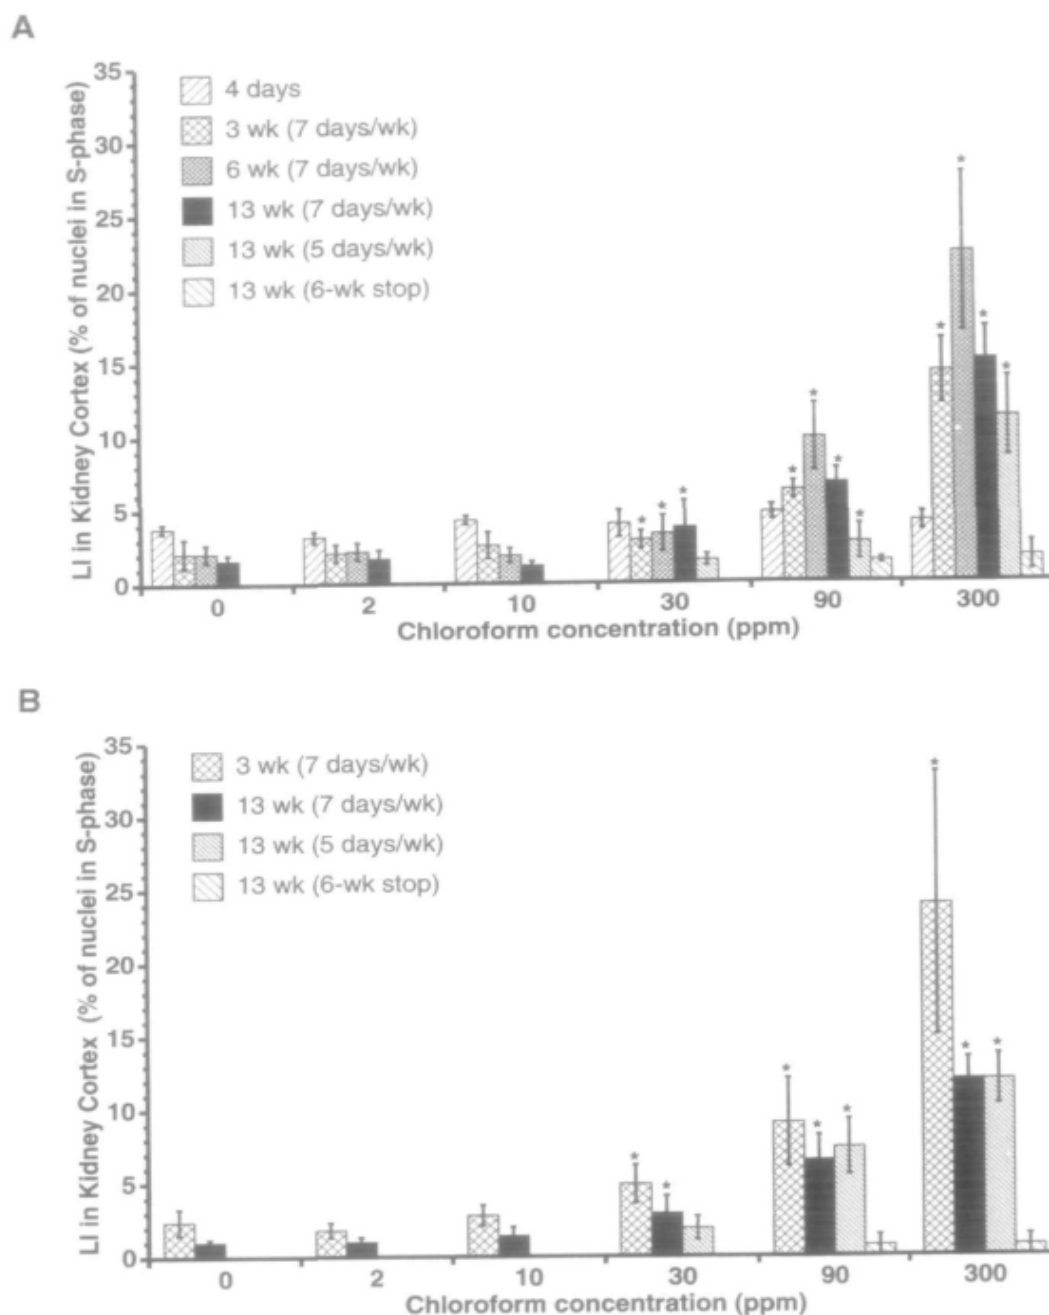 A
LI in Kidney Cortex (% of nuclei in S-phase)
35
30
25
20
15
10
5
0
4 days
3 wk (7 days/wk)
6 wk (7 days/wk)
13 wk (7 days/wk)
13 wk (5 days/wk)
13 wk (6-wk stop)
* * * * * * * * * * *
0 2 10 30 90 300
Chloroform concentration (ppm)
B
LI in Kidney Cortex (% of nuclei in S-phase)
35
30
25
20
15
10
5
0
3 wk (7 days/wk)
13 wk (7 days/wk)
13 wk (5 days/wk)
13 wk (6-wk stop)
* * * * * * * *
0 2 10 30 90 300
Chloroform concentration (ppm)